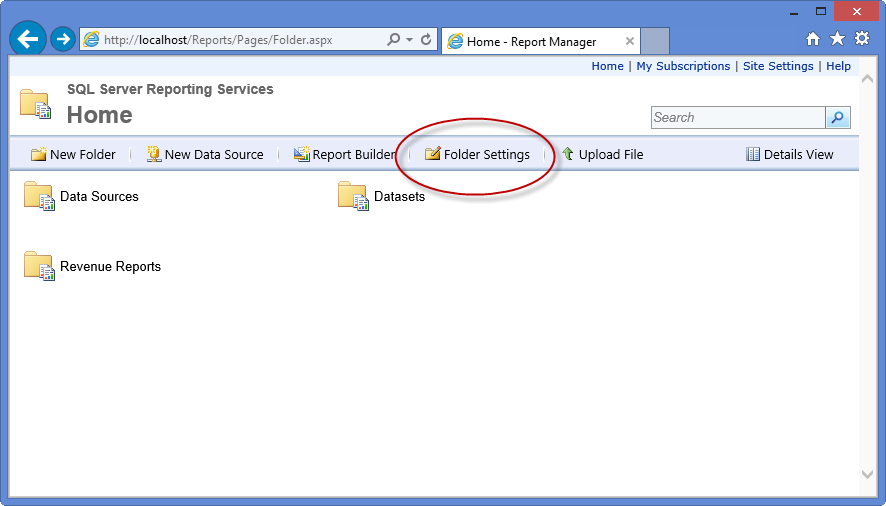 http://localhost/Reports/Pages/Folder.aspx
Home - Report Manager
Home | My Subscriptions | Site Settings | Help
SQL Server Reporting Services
Home
Search
New Folder
New Data Source
Report Builder
Folder Settings
Upload File
Details View
Data Sources
Datasets
Revenue Reports